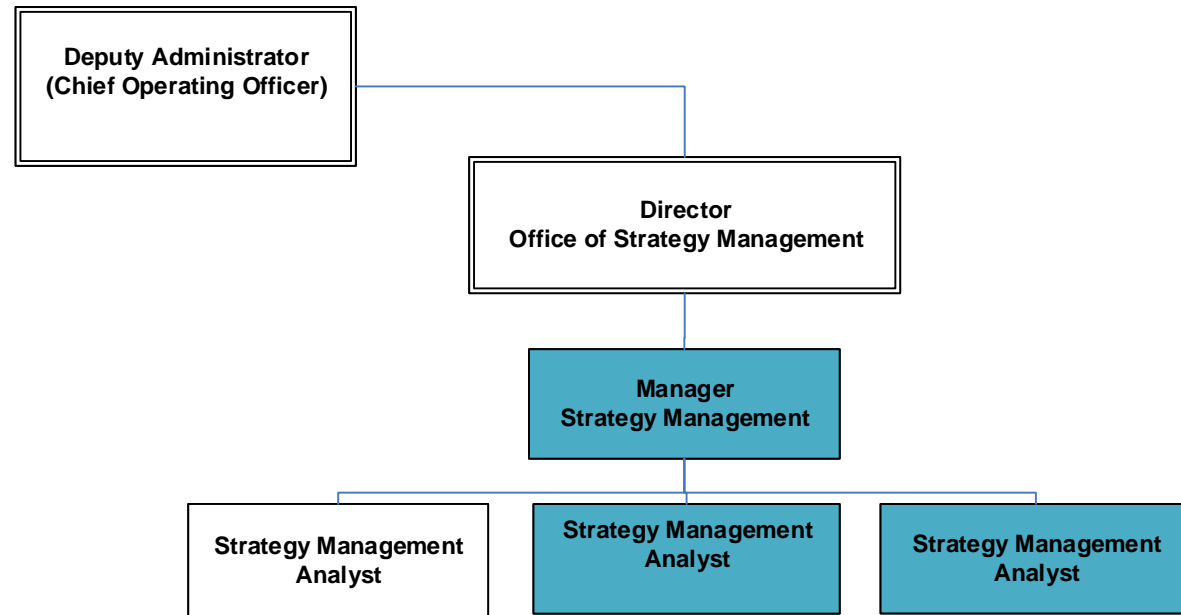 Deputy Administrator
(Chief Operating Officer)
Director
Office of Strategy Management
Manager
Strategy Management
Strategy Management
Analyst
Strategy Management
Analyst
Strategy Management
Analyst